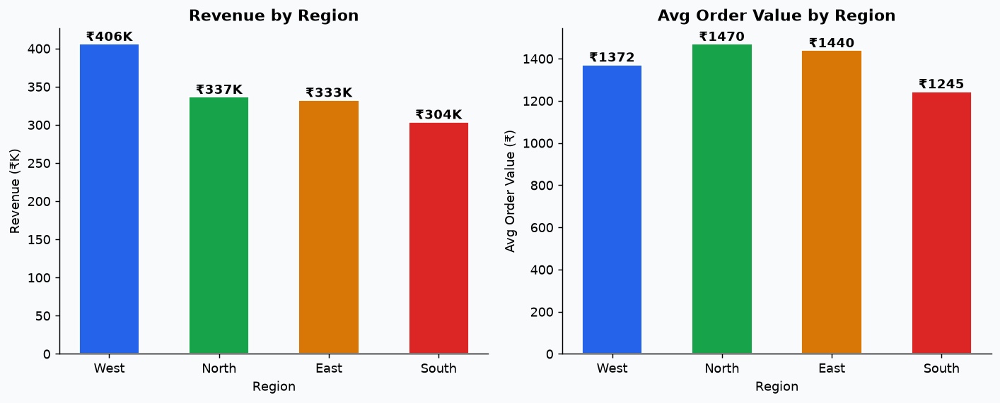 Revenue by Region
₹406K
₹337K
₹333K
₹304K
400
350
300
250
200
150
100
50
0
Revenue (₹K)
West North East South
Region
Avg Order Value by Region
₹1372
₹1470
₹1440
₹1245
1400
1200
1000
800
600
400
200
0
Avg Order Value (₹)
West North East South
Region